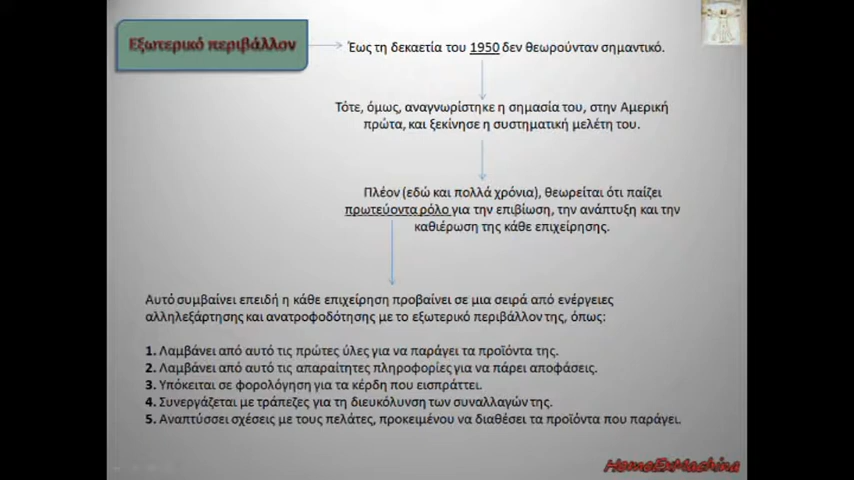 Εξωτερικό περιβάλλον
Έως τη δεκαετία του 1950 δεν θεωρούνταν σημαντικό.
Τότε, όμως, αναγνωρίστηκε η σημασία του, στην Αμερική
πρώτα, και ξεκίνησε η συστηματική μελέτη του.
Πλέον (εδώ και πολλά χρόνια), θεωρείται ότι παίζει
πρωτεύοντα ρόλο για την επιβίωση, την ανάπτυξη και την
καθιέρωση της κάθε επιχείρησης.
Αυτό συμβαίνει επειδή η κάθε επιχείρηση προβαίνει σε μια σειρά από ενέργειες
αλληλεξάρτησης και ανατροφοδότησης με το εξωτερικό περιβάλλον της, όπως:
1. Λαμβάνει από αυτό τις πρώτες ύλες για να παράγει τα προϊόντα της.
2. Λαμβάνει από αυτό τις απαραίτητες πληροφορίες για να πάρει αποφάσεις.
3. Υπόκειται σε φορολόγηση για τα κέρδη που εισπράττει.
4. Συνεργάζεται με τράπεζες για τη διευκόλυνση των συναλλαγών της.
5. Αναπτύσσει σχέσεις με τους πελάτες, προκειμένου να διαθέσει τα προϊόντα που παράγει.
HomoExMachina